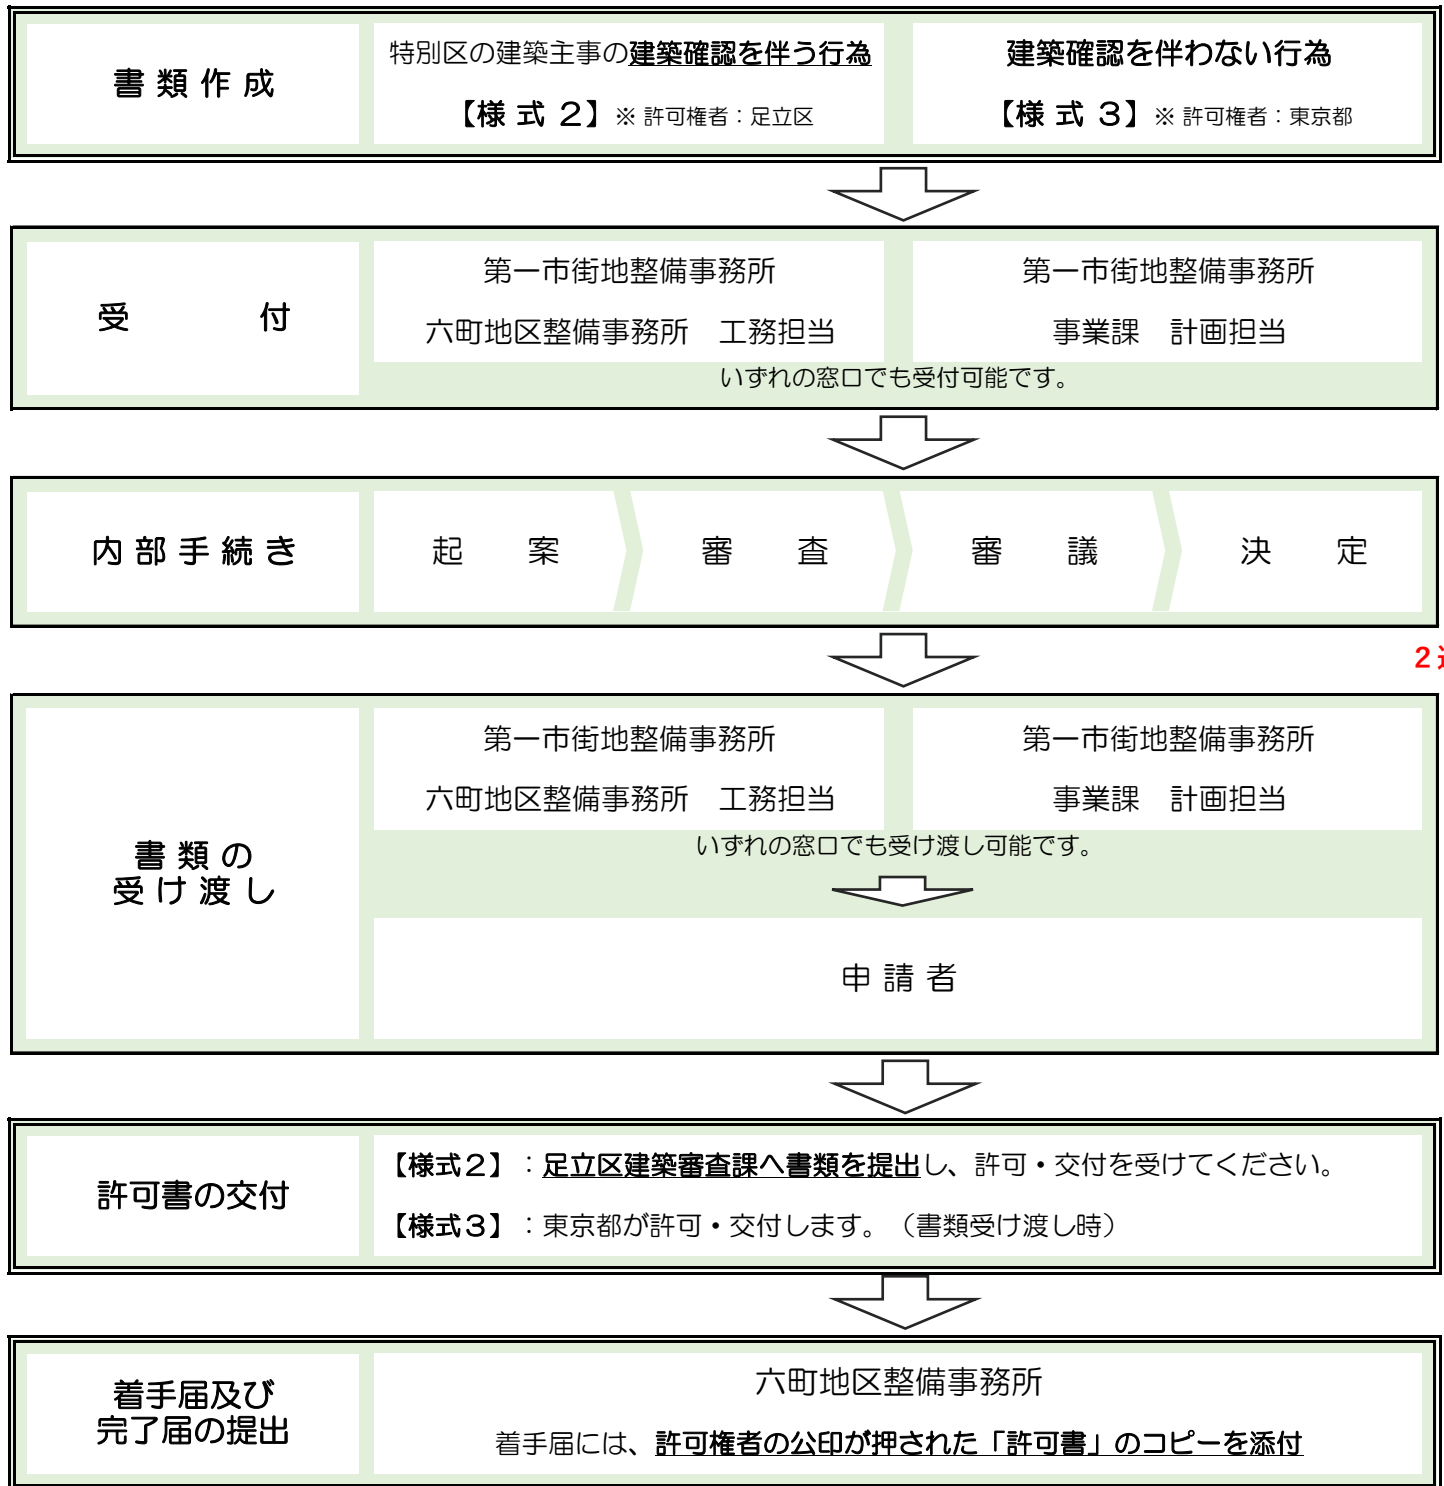 書類作成
特別区の建築主事の建築確認を伴う行為
【様式２】※ 許可権者：足立区
建築確認を伴わない行為
【様式３】※ 許可権者：東京都
受　付
第一市街地整備事務所
六町地区整備事務所　工務担当
第一市街地整備事務所
事業課　計画担当
いずれの窓口でも受付可能です。
内部手続き
起　案
審　査
審　議
決　定
2
書類の
受け渡し
第一市街地整備事務所
六町地区整備事務所　工務担当
第一市街地整備事務所
事業課　計画担当
いずれの窓口でも受け渡し可能です。
申請者
許可書の交付
【様式２】：足立区建築審査課へ書類を提出し、許可・交付を受けてください。
【様式３】：東京都が許可・交付します。（書類受け渡し時）
着手届及び
完了届の提出
六町地区整備事務所
着手届には、許可権者の公印が押された「許可書」のコピーを添付